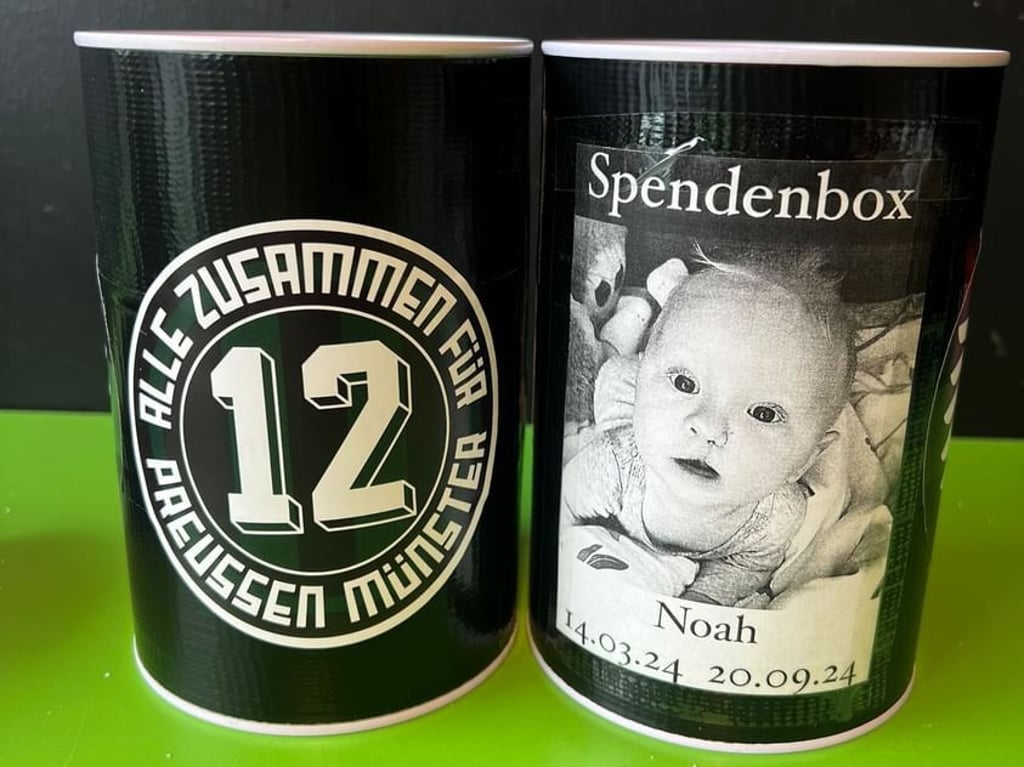 ALLE ZUSAMMEN FÜR
12
PREUSSEN MÜNSTER
Spendenbox
Noah
14.03.24 20.09.24